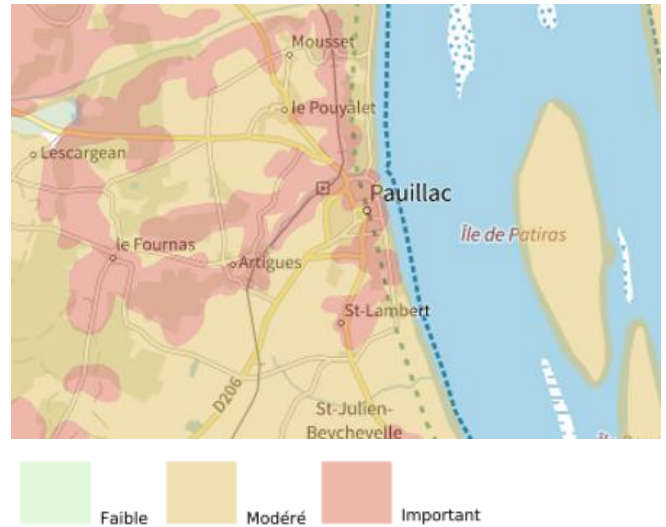 Mousset
le Pouyalet
Lescargean
Pauillac
Île de Patiras
le Fournas
Artigues
St-Lambert
D206
St-Julien-
Beychevelle
Faible
Modéré
Important